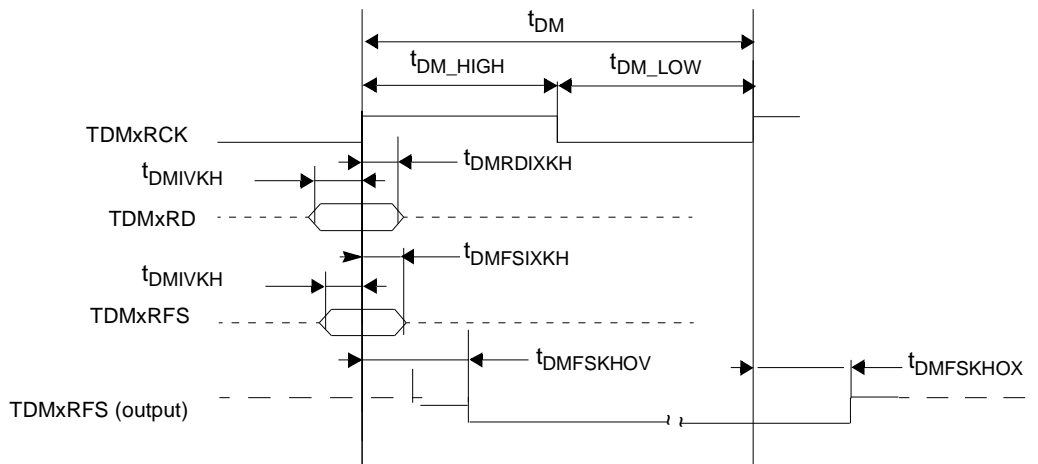 tDM
tDM_HIGH
tDM_LOW
TDMxRCK
tDMIVKH
tDMRDIXKH
TDMxRD
tDMIVKH
tDMFSIXKH
TDMxRFS
tDMFSKHOV
tDMFSKHOX
TDMxRFS (output)